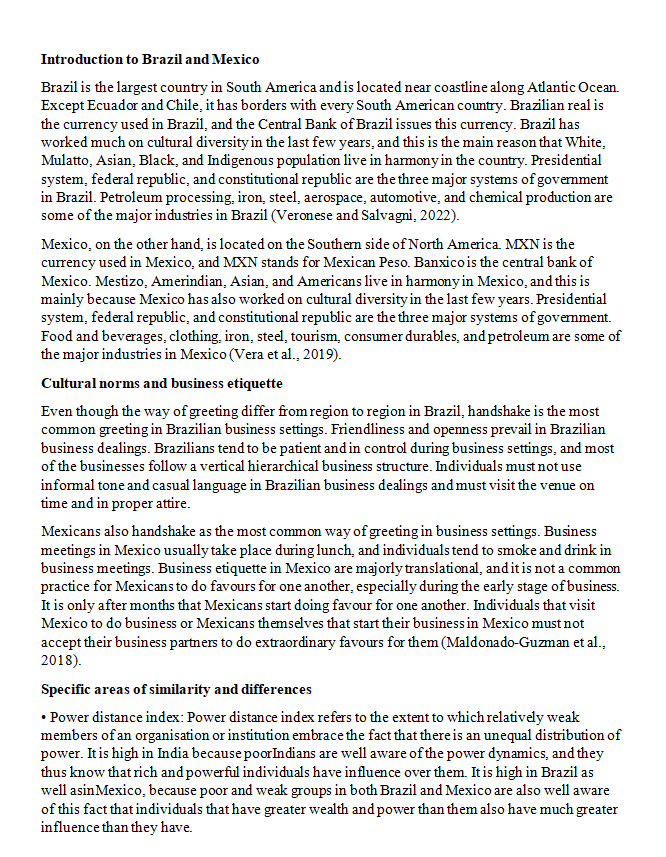 Introduction to Brazil and Mexico
Brazil is the largest country in South America and is located near coastline along Atlantic Ocean.
Except Ecuador and Chile, it has borders with every South American country. Brazilian real is
the currency used in Brazil, and the Central Bank of Brazil issues this currency. Brazil has
worked much on cultural diversity in the last few years, and this is the main reason that White,
Mulatto, Asian, Black, and Indigenous population live in harmony in the country. Presidential
system, federal republic, and constitutional republic are the three major systems of government
in Brazil. Petroleum processing, iron, steel, aerospace, automotive, and chemical production are
some of the major industries in Brazil (Veronese and Salvagni, 2022).
Mexico, on the other hand, is located on the Southern side of North America. MXN is the
currency used in Mexico, and MXN stands for Mexican Peso. Banxico is the central bank of
Mexico. Mestizo, Amerindian, Asian, and Americans live in harmony in Mexico, and this is
mainly because Mexico has also worked on cultural diversity in the last few years. Presidential
system, federal republic, and constitutional republic are the three major systems of government.
Food and beverages, clothing, iron, steel, tourism, consumer durables, and petroleum are some of
the major industries in Mexico (Vera et al., 2019).
Cultural norms and business etiquette
Even though the way of greeting differ from region to region in Brazil, handshake is the most
common greeting in Brazilian business settings. Friendliness and openness prevail in Brazilian
business dealings. Brazilians tend to be patient and in control during business settings, and most
of the businesses follow a vertical hierarchical business structure. Individuals must not use
informal tone and casual language in Brazilian business dealings and must visit the venue on
time and in proper attire.
Mexicans also handshake as the most common way of greeting in business settings. Business
meetings in Mexico usually take place during lunch, and individuals tend to smoke and drink in
business meetings. Business etiquette in Mexico are majorly translational, and it is not a common
practice for Mexicans to do favours for one another, especially during the early stage of business.
It is only after months that Mexicans start doing favour for one another. Individuals that visit
Mexico to do business or Mexicans themselves that start their business in Mexico must not
accept their business partners to do extraordinary favours for them (Maldonado-Guzman et al.,
2018).
Specific areas of similarity and differences
• Power distance index: Power distance index refers to the extent to which relatively weak
members of an organisation or institution embrace the fact that there is an unequal distribution of
power. It is high in India because poorIndians are well aware of the power dynamics, and they
thus know that rich and powerful individuals have influence over them. It is high in Brazil as
well asinMexico, because poor and weak groups in both Brazil and Mexico are also well aware
of this fact that individuals that have greater wealth and power than them also have much greater
influence than they have.